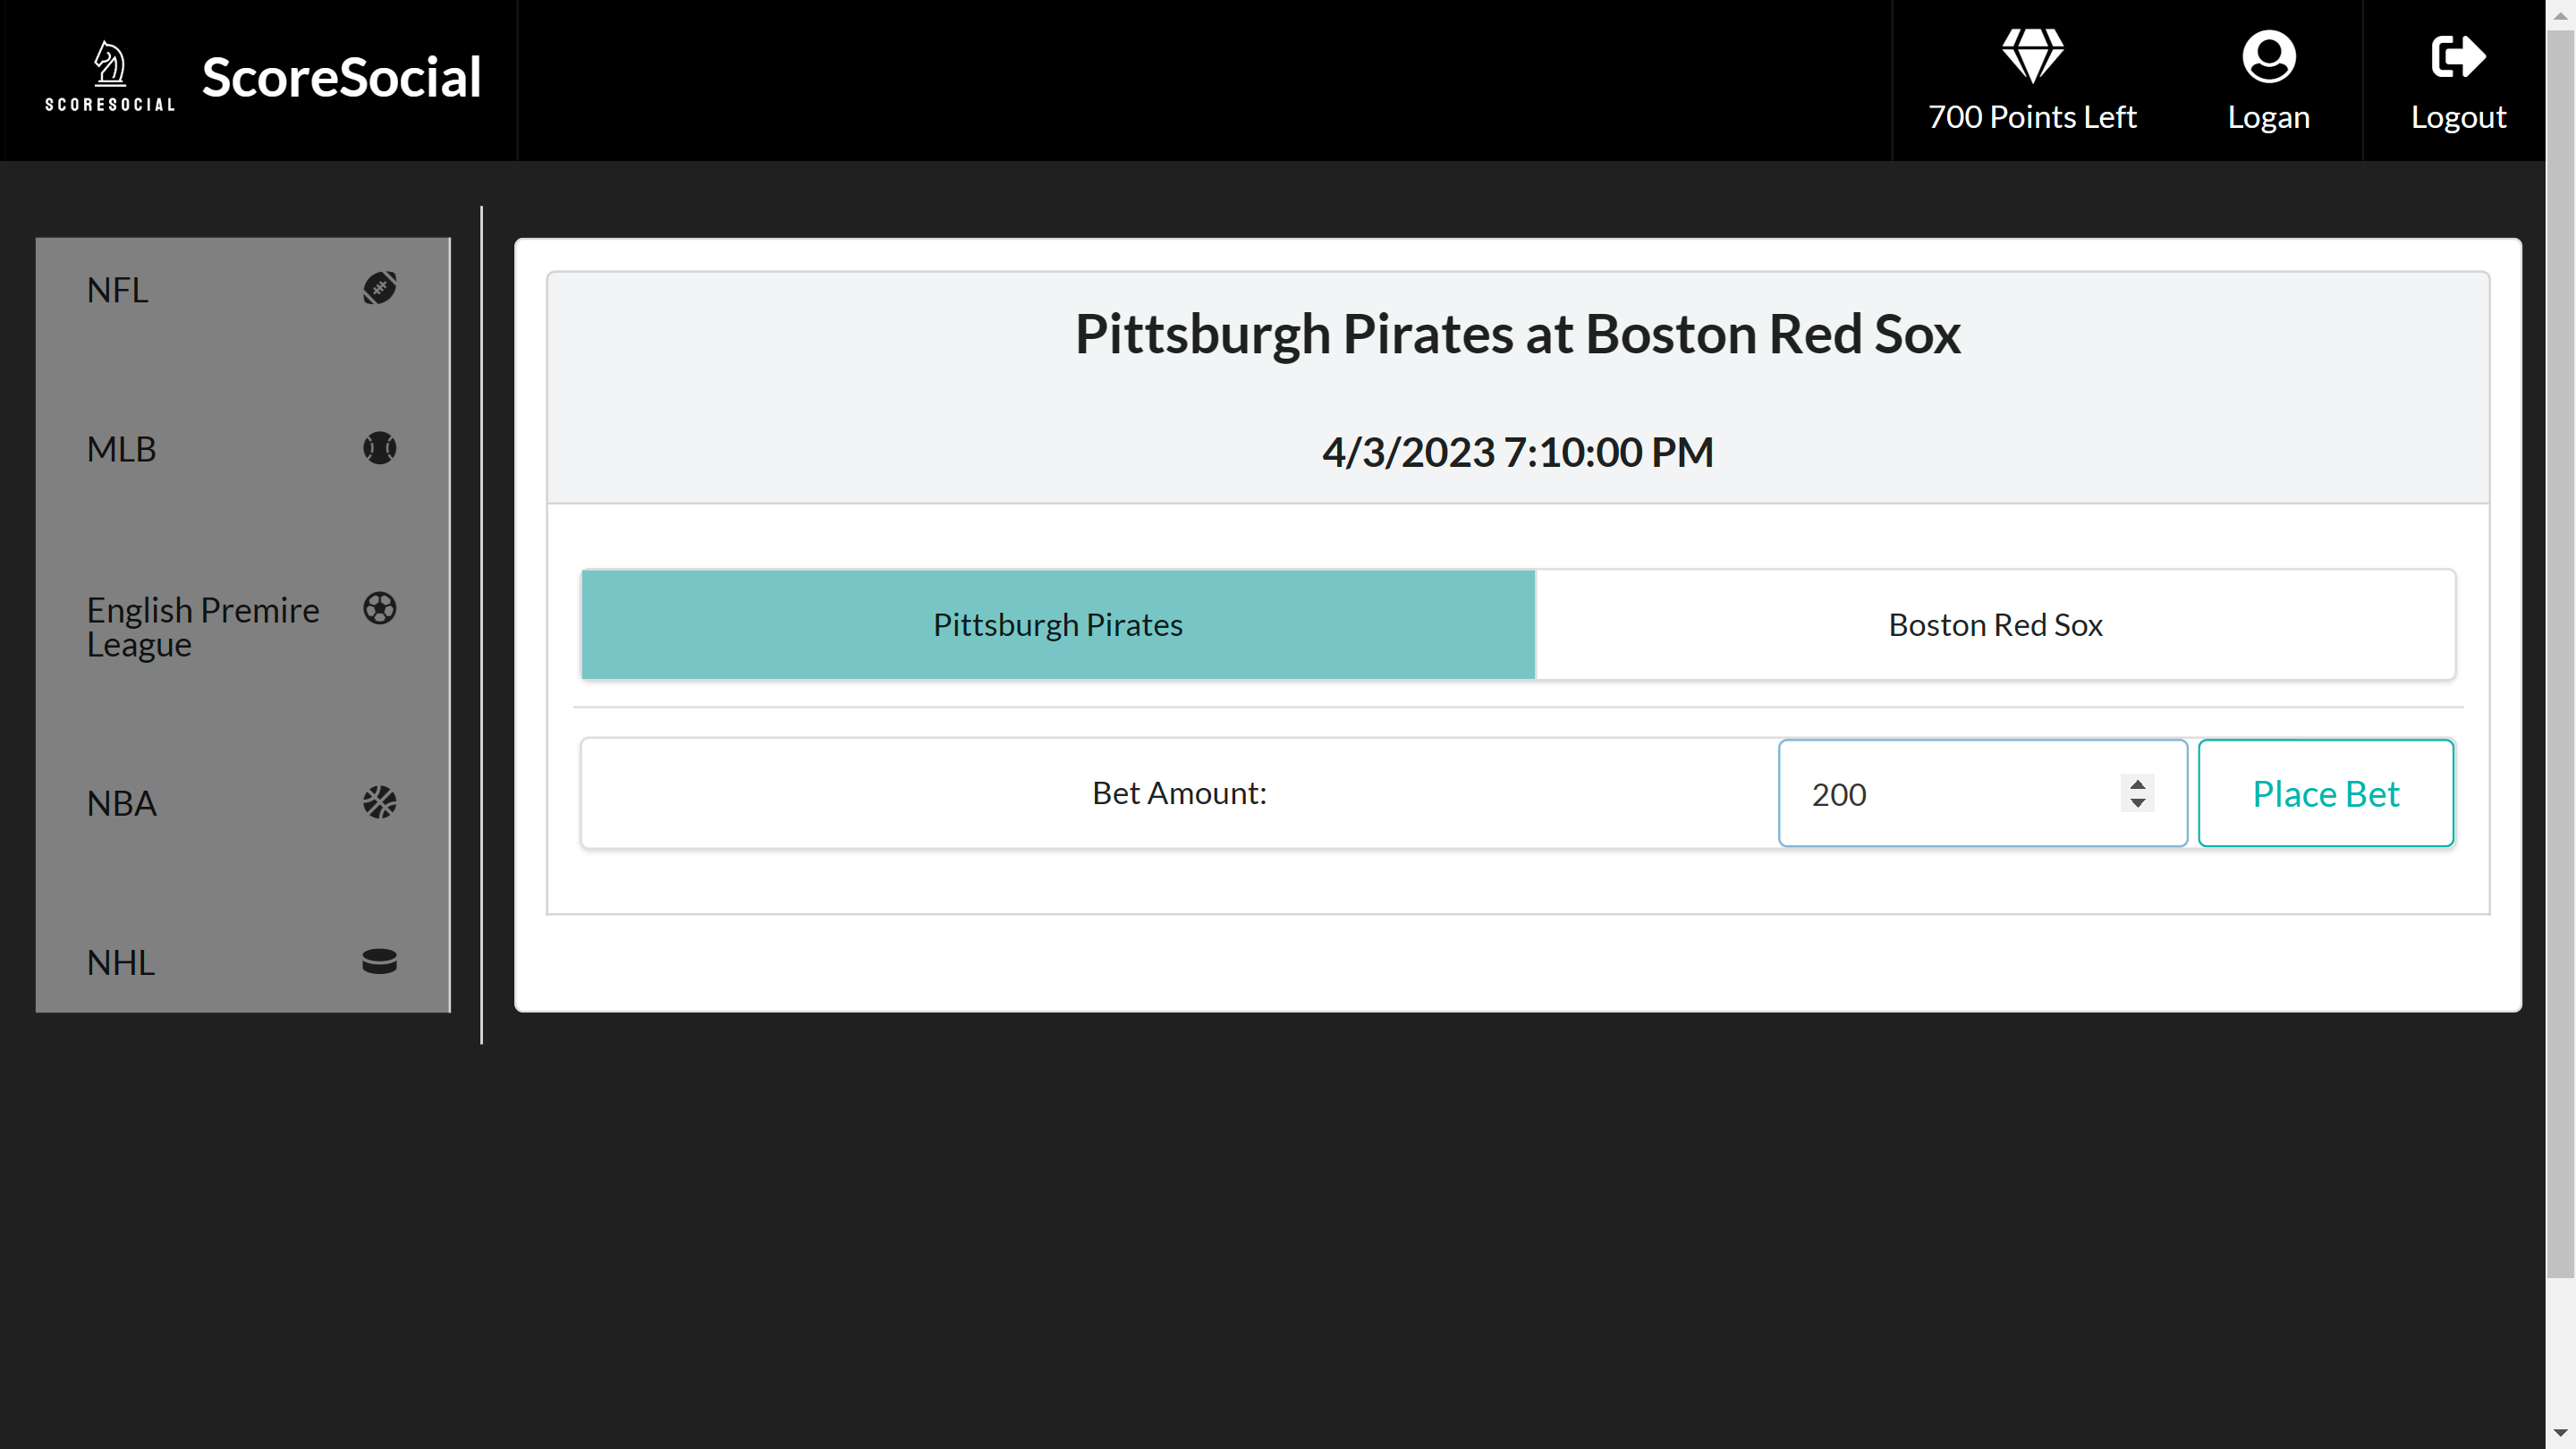 SCORESOCIAL
ScoreSocial
700 Points Left
Logan
Logout
NFL
MLB
English Premire
League
NBA
NHL
Pittsburgh Pirates at Boston Red Sox
4/3/2023 7:10:00 PM
Pittsburgh Pirates
Boston Red Sox
Bet Amount:
200
Place Bet